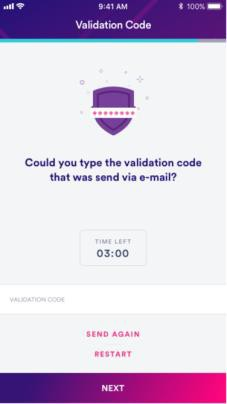 9:41 AM
100%
Validation Code
Could you type the validation code
that was send via e-mail?
TIME LEFT
03:00
VALIDATION CODE
SEND AGAIN
RESTART
NEXT